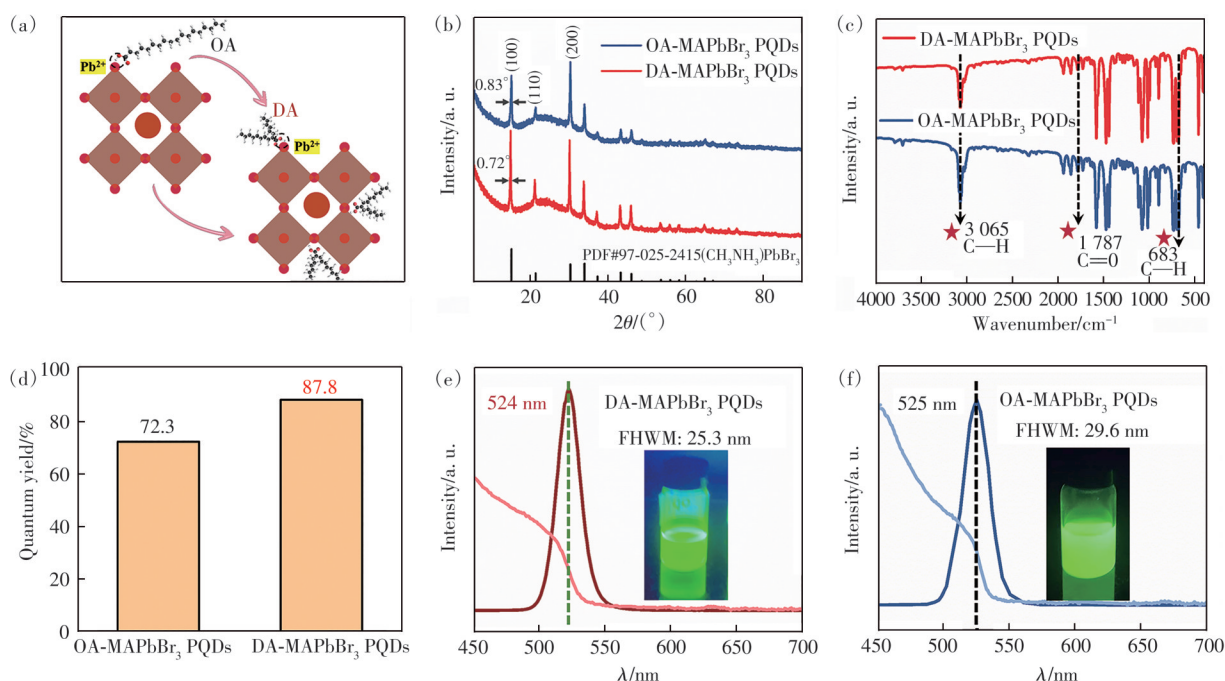 (a)
OA
Pb²⁺
DA
Pb²⁺
(b)
Intensity/a. u.
(100)
(110)
(200)
OA-MAPbBr₃ PQDs
DA-MAPbBr₃ PQDs
0.83°
0.72°
PDF#97-025-2415(CH₃NH₃)PbBr₃
20 40 60 80
2θ/(°)
(c)
Intensity/a. u.
DA-MAPbBr₃ PQDs
OA-MAPbBr₃ PQDs
3 065
C—H
1 787
C=0
683
C—H
4000 3000 2000 1000 400
Wavenumber/cm⁻¹
(d)
Quantum yield/%
100
80
60
40
20
0
72.3
87.8
OA-MAPbBr₃ PQDs
DA-MAPbBr₃ PQDs
(e)
Intensity/a. u.
524 nm
DA-MAPbBr₃ PQDs
FHWM: 25.3 nm
450 500 550 600 650 700
λ/nm
(f)
Intensity/a. u.
525 nm
OA-MAPbBr₃ PQDs
FHWM: 29.6 nm
450 500 550 600 650 700
λ/nm